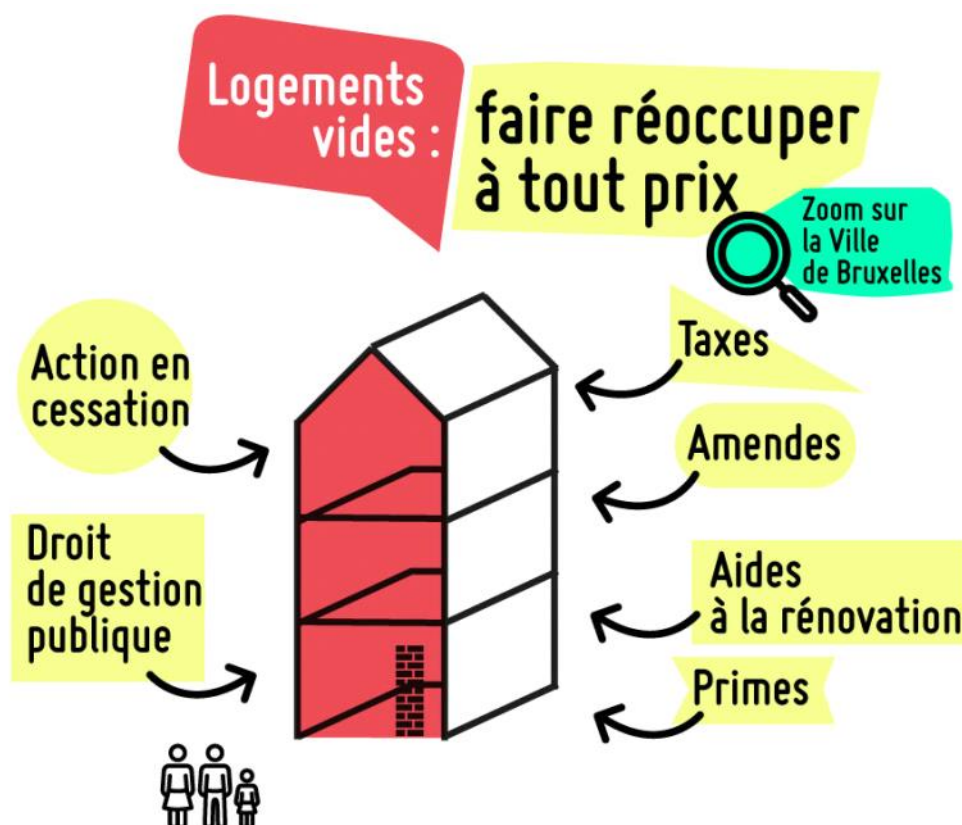 Logements
vides :
faire réoccuper
à tout prix
Zoom sur
la Ville
de Bruxelles
Action en
cessation
Taxes
Amendes
Droit
de gestion
publique
Aides
à la rénovation
Primes